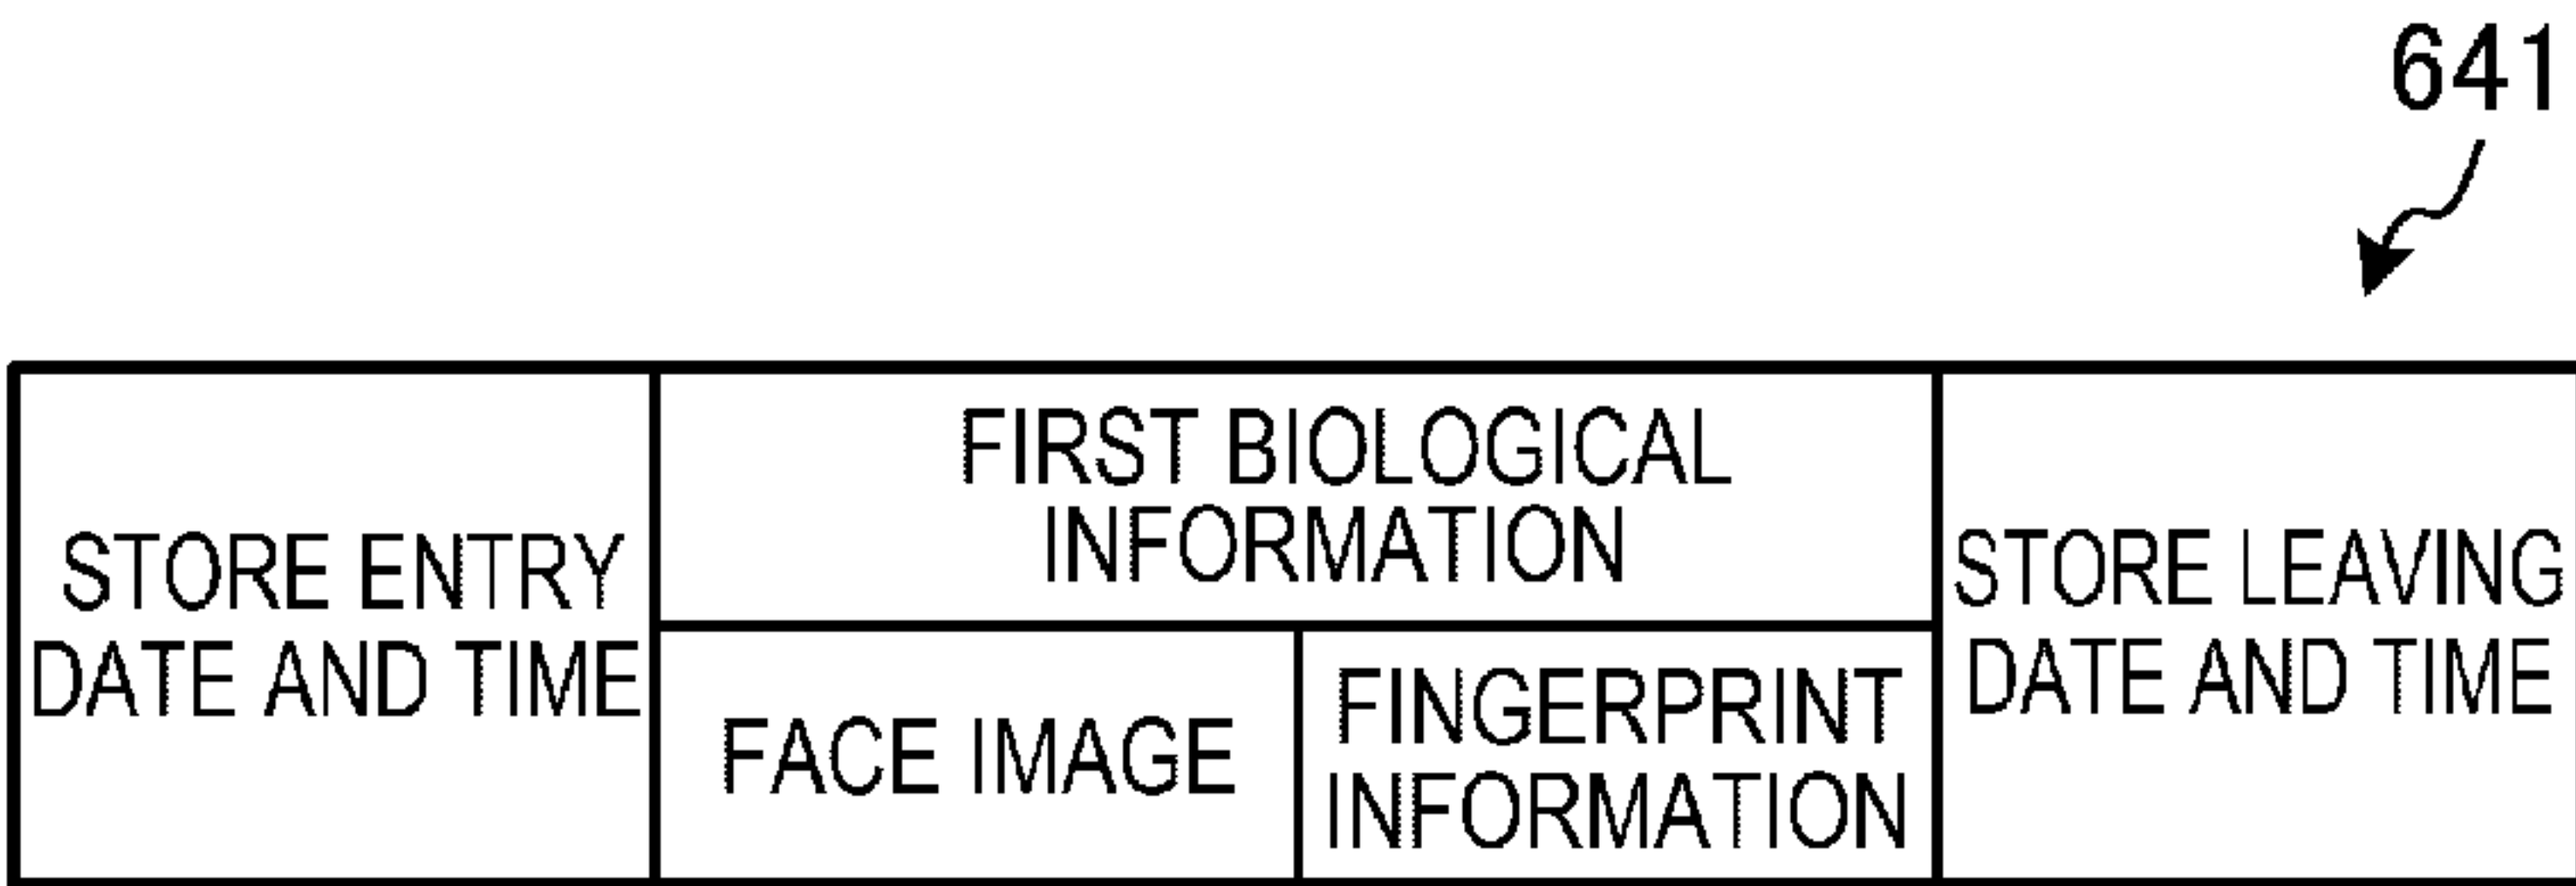 641
STORE ENTRY
DATE AND TIME
FIRST BIOLOGICAL
INFORMATION
FACE IMAGE
FINGERPRINT
INFORMATION
STORE LEAVING
DATE AND TIME